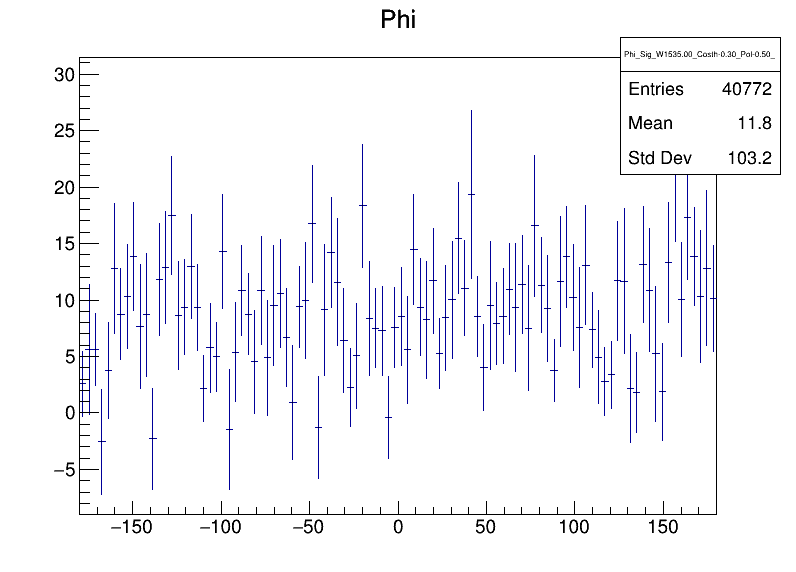 Phi
Phi_Sig_W1535.00_Costh-0.30_Pol-0.50_
Entries 40772
Mean 11.8
Std Dev 103.2
30
25
20
15
10
5
0
−5
−150 −100 −50 0 50 100 150